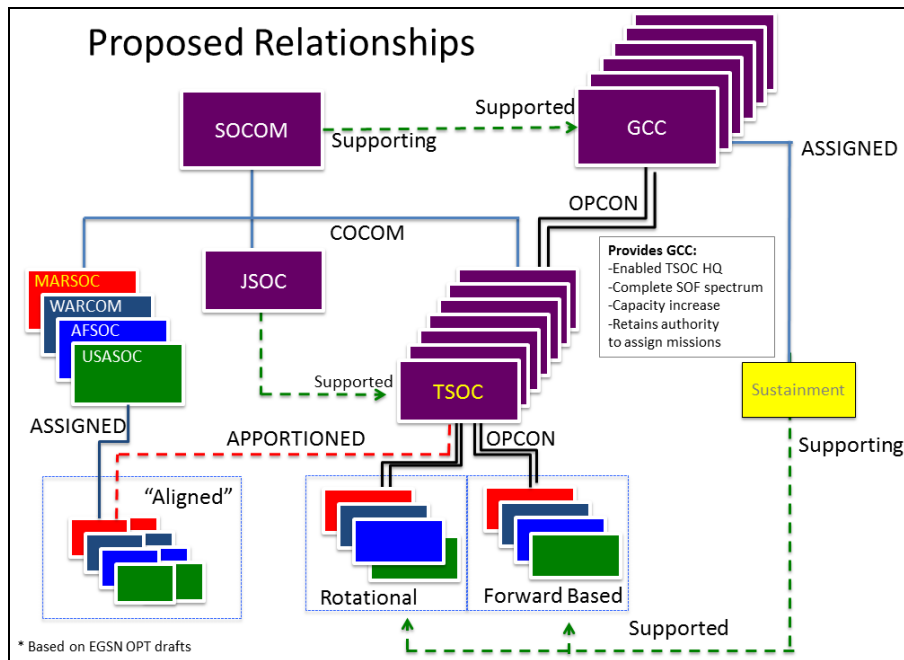 Proposed Relationships
SOCOM
Supporting
Supported
GCC
ASSIGNED
OPCON
COCOM
Provides GCC:
-Enabled TSOC HQ
-Complete SOF spectrum
-Capacity increase
-Retains authority
to assign missions
MARSOC
WARCOM
AFSOC
USASOC
JSOC
Supported
TSOC
Sustainment
ASSIGNED
APPORTIONED
OPCON
Supporting
“Aligned”
Rotational
Forward Based
Supported
* Based on EGSN OPT drafts